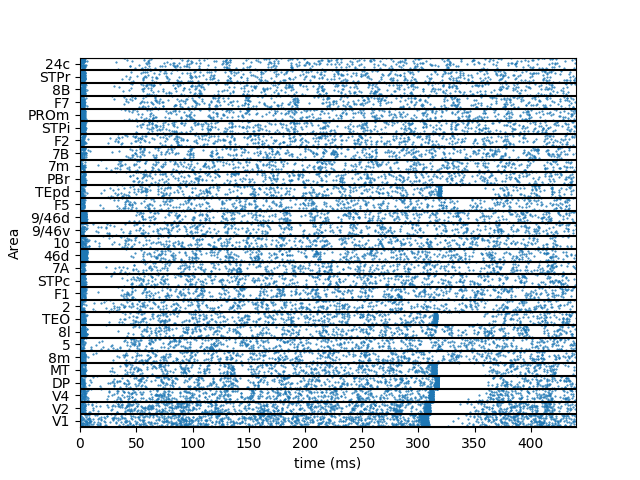 24c
STPr
8B
F7
PROm
STPi
F2
7B
7m
PBr
TEpd
F5
9/46d
9/46v
10
46d
7A
STPc
F1
2
TEO
8l
5
8m
MT
DP
V4
V2
V1
Area
0 50 100 150 200 250 300 350 400
time (ms)